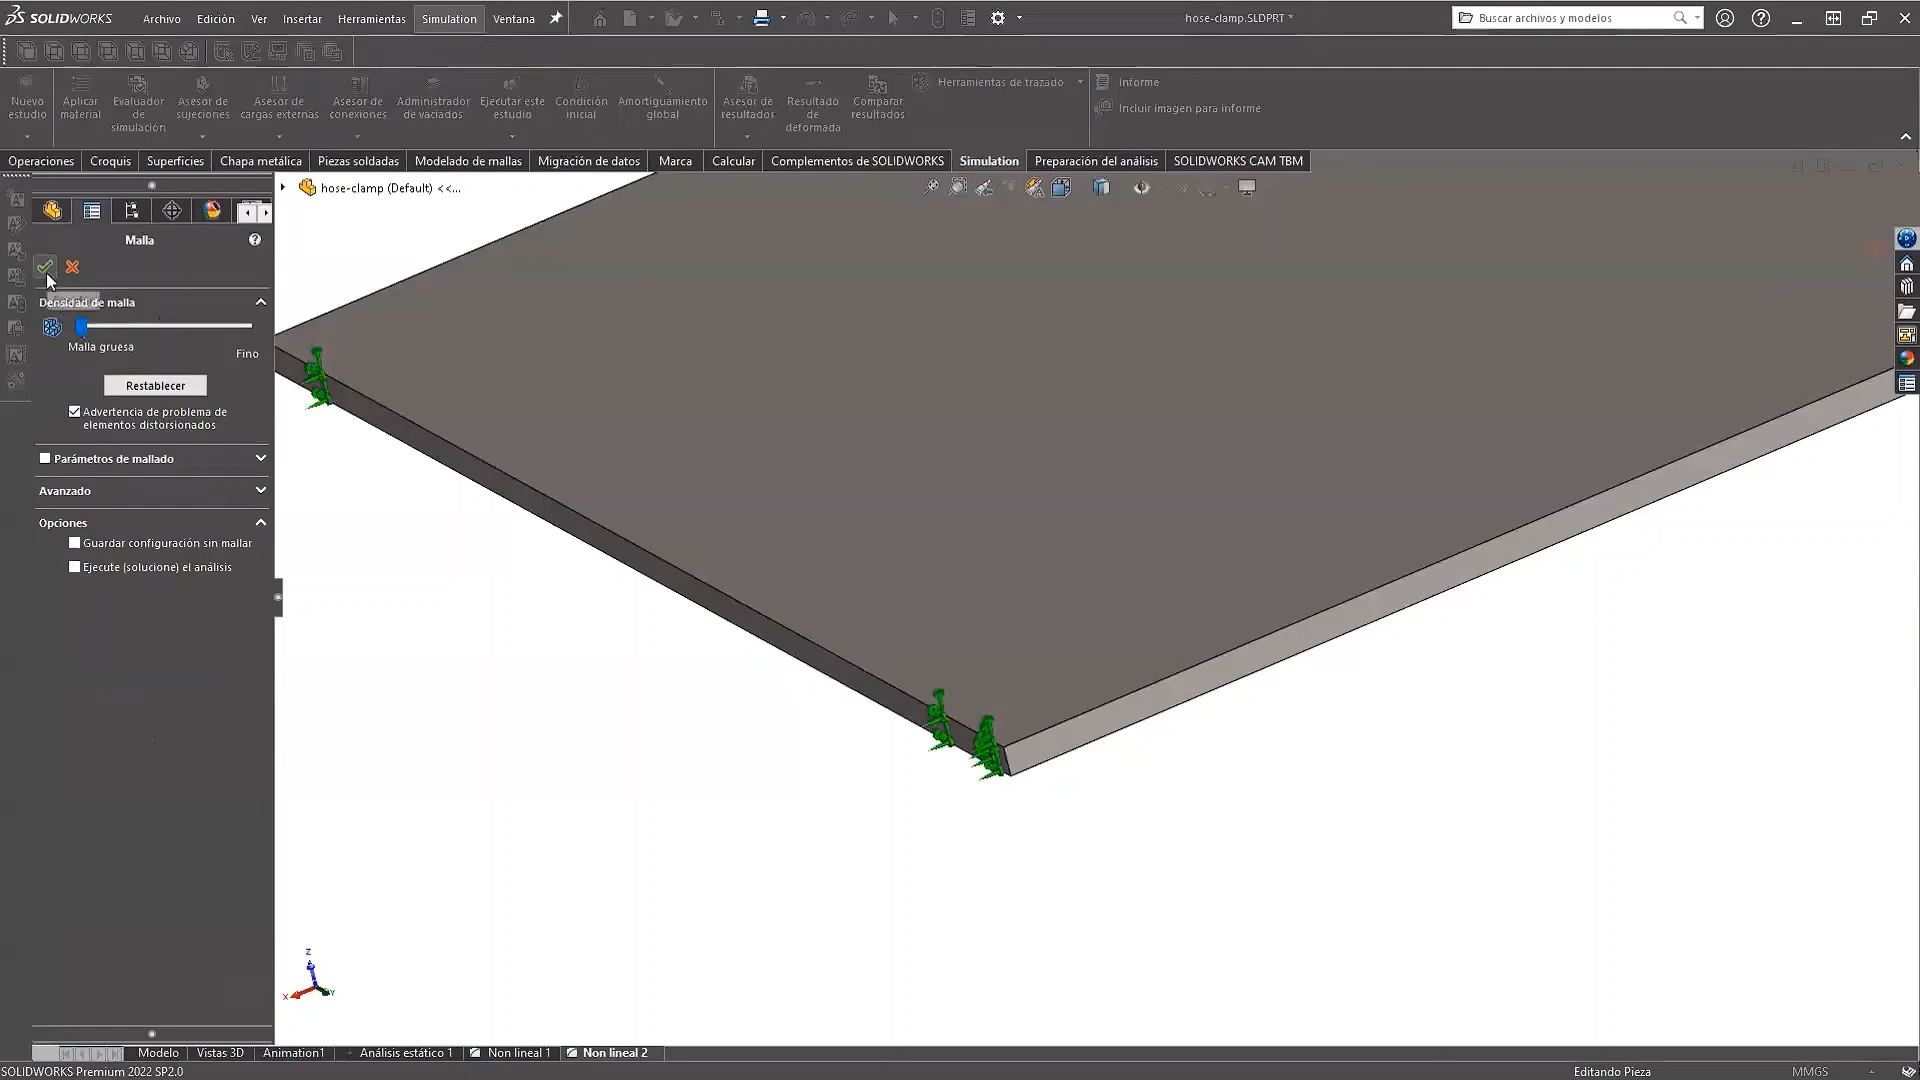 SOLIDWORKS Archivo Edición Ver Insertar Herramientas Simulation Ventana hose-clamp.SLDPRT * Buscar archivos y modelos
Nuevo estudio
Aplicar material
Evaluador de simulación
Asesor de sujeciones
Asesor de cargas externas
Asesor de conexiones
Administrador de vaciados
Ejecutar este estudio
Condición inicial
Amortiguamiento global
Asesor de resultados
Resultado de deformada
Comparar resultados
Herramientas de trazado
Informe
Incluir imagen para informe
Operaciones Croquis Superficies Chapa metálica Piezas soldadas Modelado de mallas Migración de datos Marca Calcular Complementos de SOLIDWORKS Simulation Preparación del análisis SOLIDWORKS CAM TBM
hose-clamp (Default) <<...
Malla
Densidad de malla
Malla gruesa
Fino
Restablecer
Advertencia de problema de
elementos distorsionados
Parámetros de mallado
Avanzado
Opciones
Guardar configuración sin mallar
Ejecute (solucione) el análisis
Z
X
Y
Modelo Vistas 3D Animation1 Análisis estático 1 Non lineal 1 Non lineal 2
SOLIDWORKS Premium 2022 SP2.0 Editando Pieza MMGS